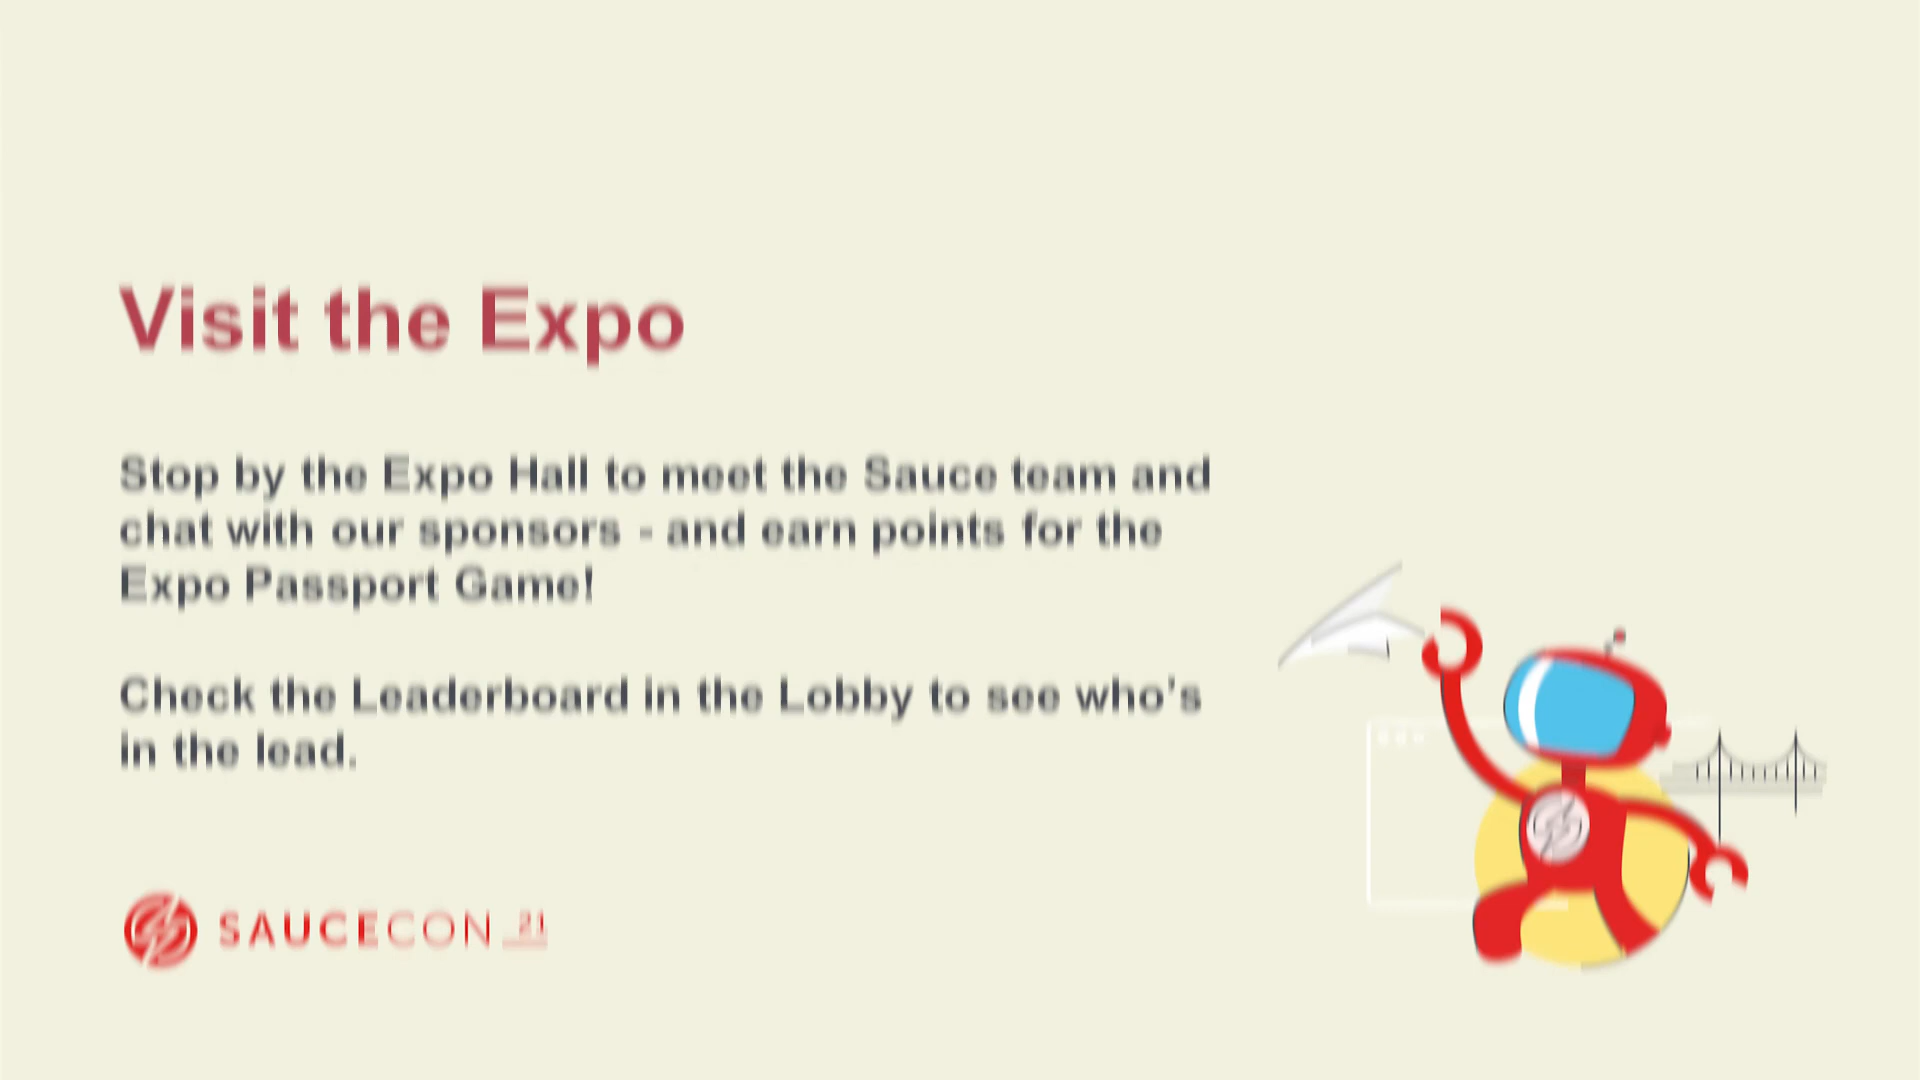 Visit the Expo
Stop by the Expo Hall to meet the Sauce team and
chat with our sponsors - and earn points for the
Expo Passport Game!
Check the Leaderboard in the Lobby to see who's
in the lead.
SAUCECON 21